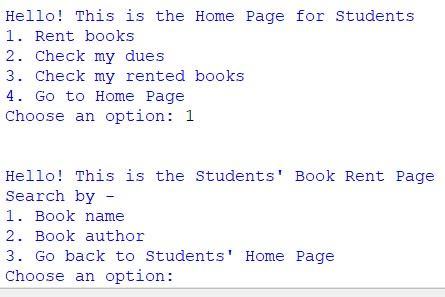 Hello! This is the Home Page for Students
1. Rent books
2. Check my dues
3. Check my rented books
4. Go to Home Page
Choose an option: 1
Hello! This is the Students' Book Rent Page
Search by -
1. Book name
2. Book author
3. Go back to Students' Home Page
Choose an option: